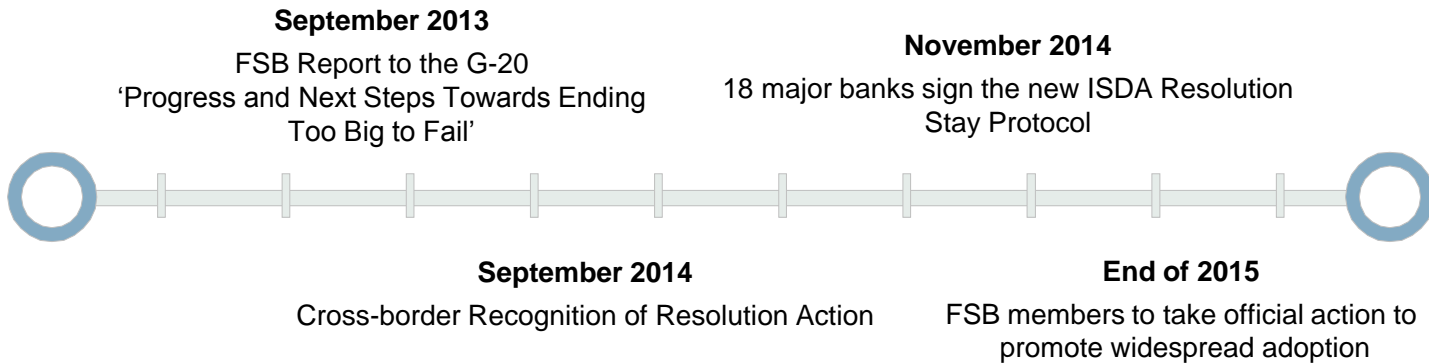 September 2013
FSB Report to the G-20
‘Progress and Next Steps Towards Ending
Too Big to Fail’
November 2014
18 major banks sign the new ISDA Resolution
Stay Protocol
September 2014
Cross-border Recognition of Resolution Action
End of 2015
FSB members to take official action to
promote widespread adoption